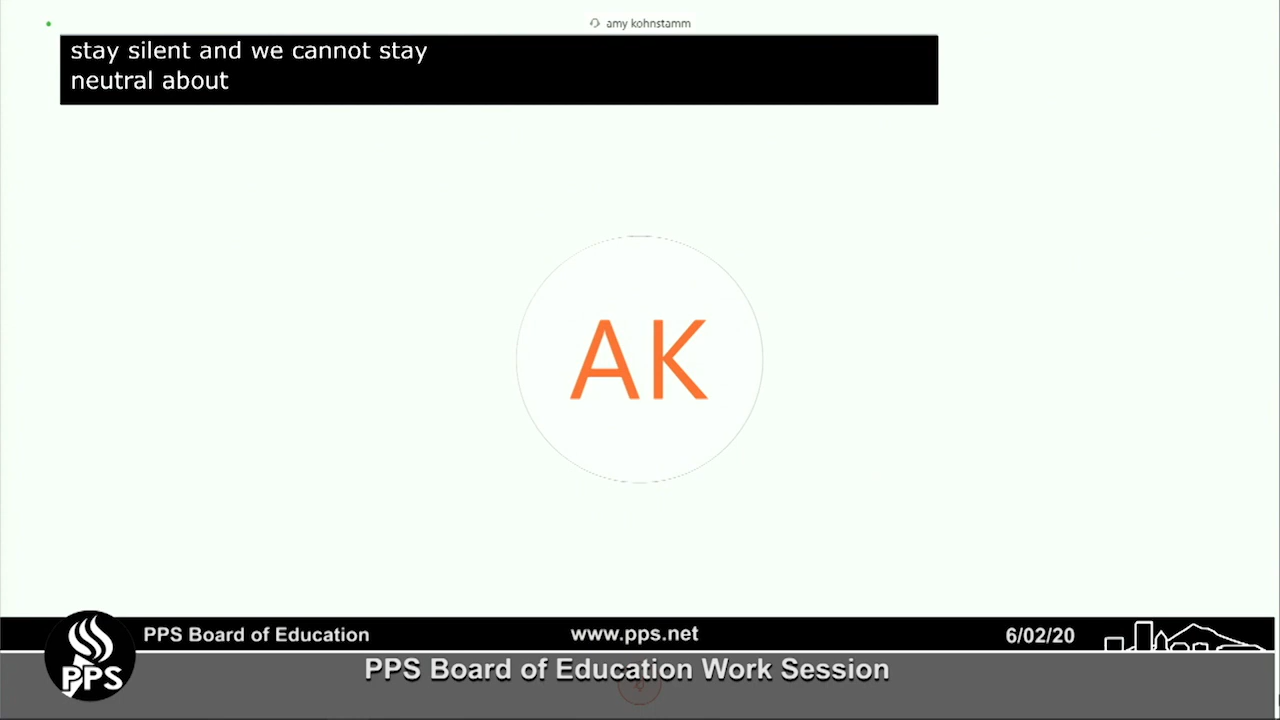 amy kohnstamm
stay silent and we cannot stay
neutral about
AK
PPS Board of Education
www.pps.net
6/02/20
PPS
PPS Board of Education Work Session